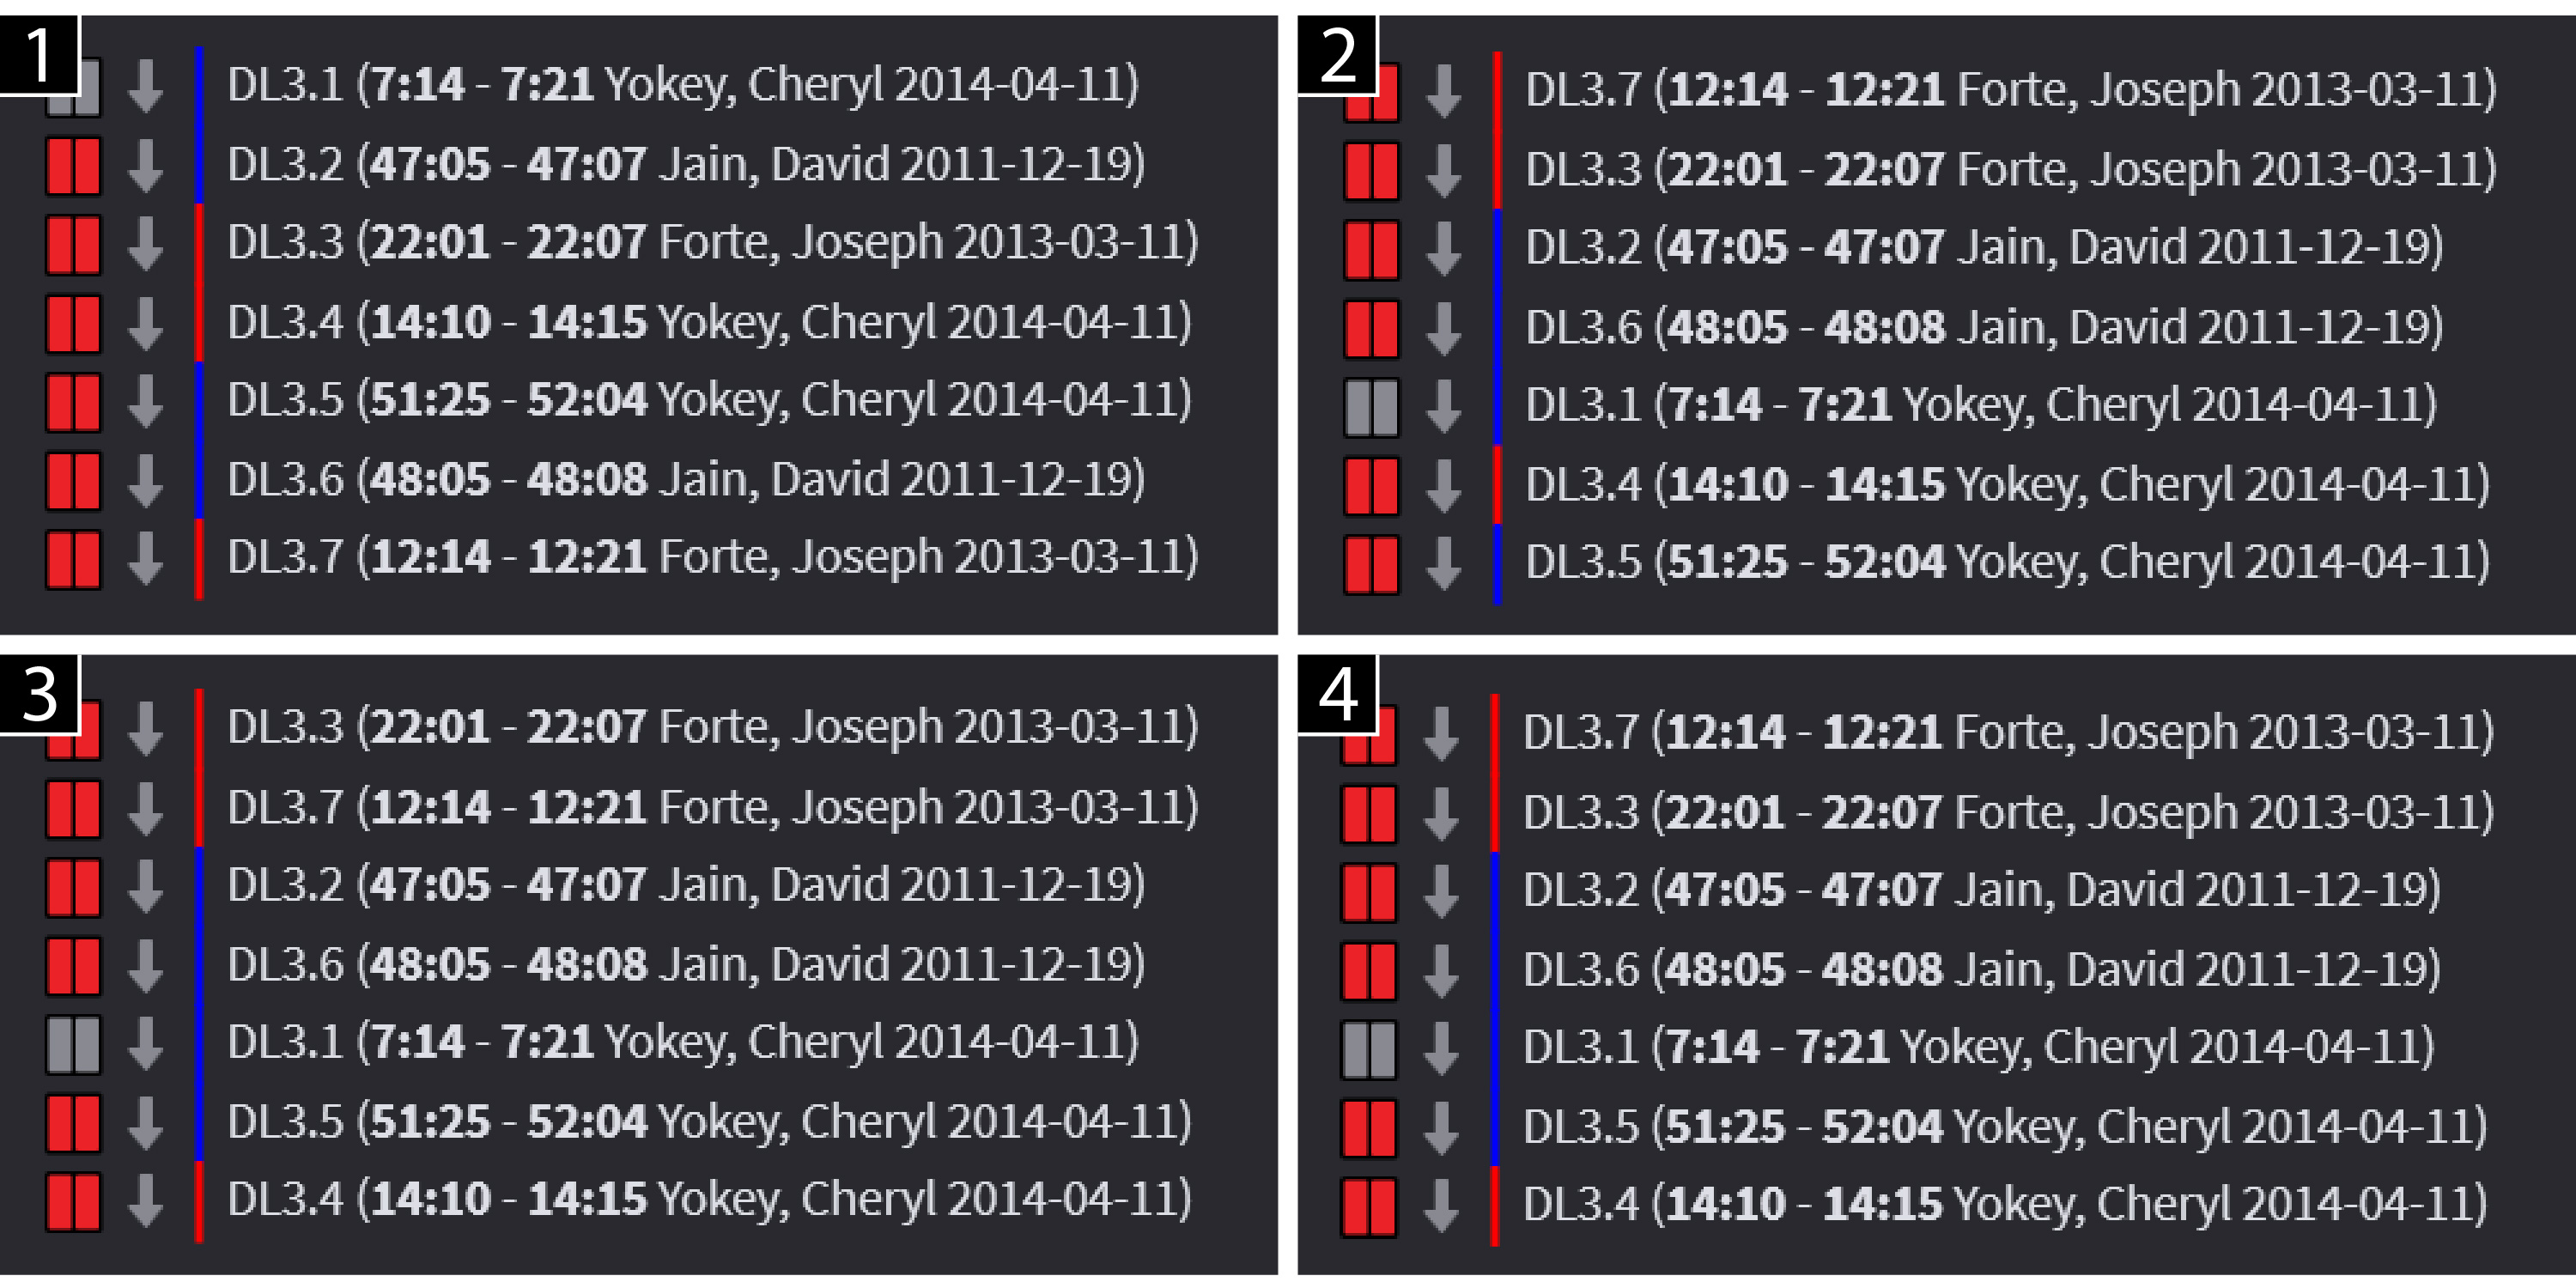 1
DL3.1 (7:14 - 7:21 Yokey, Cheryl 2014-04-11)
DL3.2 (47:05 - 47:07 Jain, David 2011-12-19)
DL3.3 (22:01 - 22:07 Forte, Joseph 2013-03-11)
DL3.4 (14:10 - 14:15 Yokey, Cheryl 2014-04-11)
DL3.5 (51:25 - 52:04 Yokey, Cheryl 2014-04-11)
DL3.6 (48:05 - 48:08 Jain, David 2011-12-19)
DL3.7 (12:14 - 12:21 Forte, Joseph 2013-03-11)
2
DL3.7 (12:14 - 12:21 Forte, Joseph 2013-03-11)
DL3.3 (22:01 - 22:07 Forte, Joseph 2013-03-11)
DL3.2 (47:05 - 47:07 Jain, David 2011-12-19)
DL3.6 (48:05 - 48:08 Jain, David 2011-12-19)
DL3.1 (7:14 - 7:21 Yokey, Cheryl 2014-04-11)
DL3.4 (14:10 - 14:15 Yokey, Cheryl 2014-04-11)
DL3.5 (51:25 - 52:04 Yokey, Cheryl 2014-04-11)
3
DL3.3 (22:01 - 22:07 Forte, Joseph 2013-03-11)
DL3.7 (12:14 - 12:21 Forte, Joseph 2013-03-11)
DL3.2 (47:05 - 47:07 Jain, David 2011-12-19)
DL3.6 (48:05 - 48:08 Jain, David 2011-12-19)
DL3.1 (7:14 - 7:21 Yokey, Cheryl 2014-04-11)
DL3.5 (51:25 - 52:04 Yokey, Cheryl 2014-04-11)
DL3.4 (14:10 - 14:15 Yokey, Cheryl 2014-04-11)
4
DL3.7 (12:14 - 12:21 Forte, Joseph 2013-03-11)
DL3.3 (22:01 - 22:07 Forte, Joseph 2013-03-11)
DL3.2 (47:05 - 47:07 Jain, David 2011-12-19)
DL3.6 (48:05 - 48:08 Jain, David 2011-12-19)
DL3.1 (7:14 - 7:21 Yokey, Cheryl 2014-04-11)
DL3.5 (51:25 - 52:04 Yokey, Cheryl 2014-04-11)
DL3.4 (14:10 - 14:15 Yokey, Cheryl 2014-04-11)